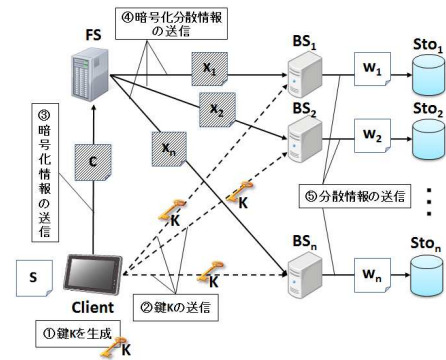 FS
④暗号化分散情報
の送信
BS1
Sto1
X1
W1
③暗号化情報の送信
X2
BS2
Sto2
W2
C
Xn
K
K
⑤分散情報の送信
BSn
Ston
S
K
Wn
Client
②鍵Kの送信
①鍵Kを生成
K